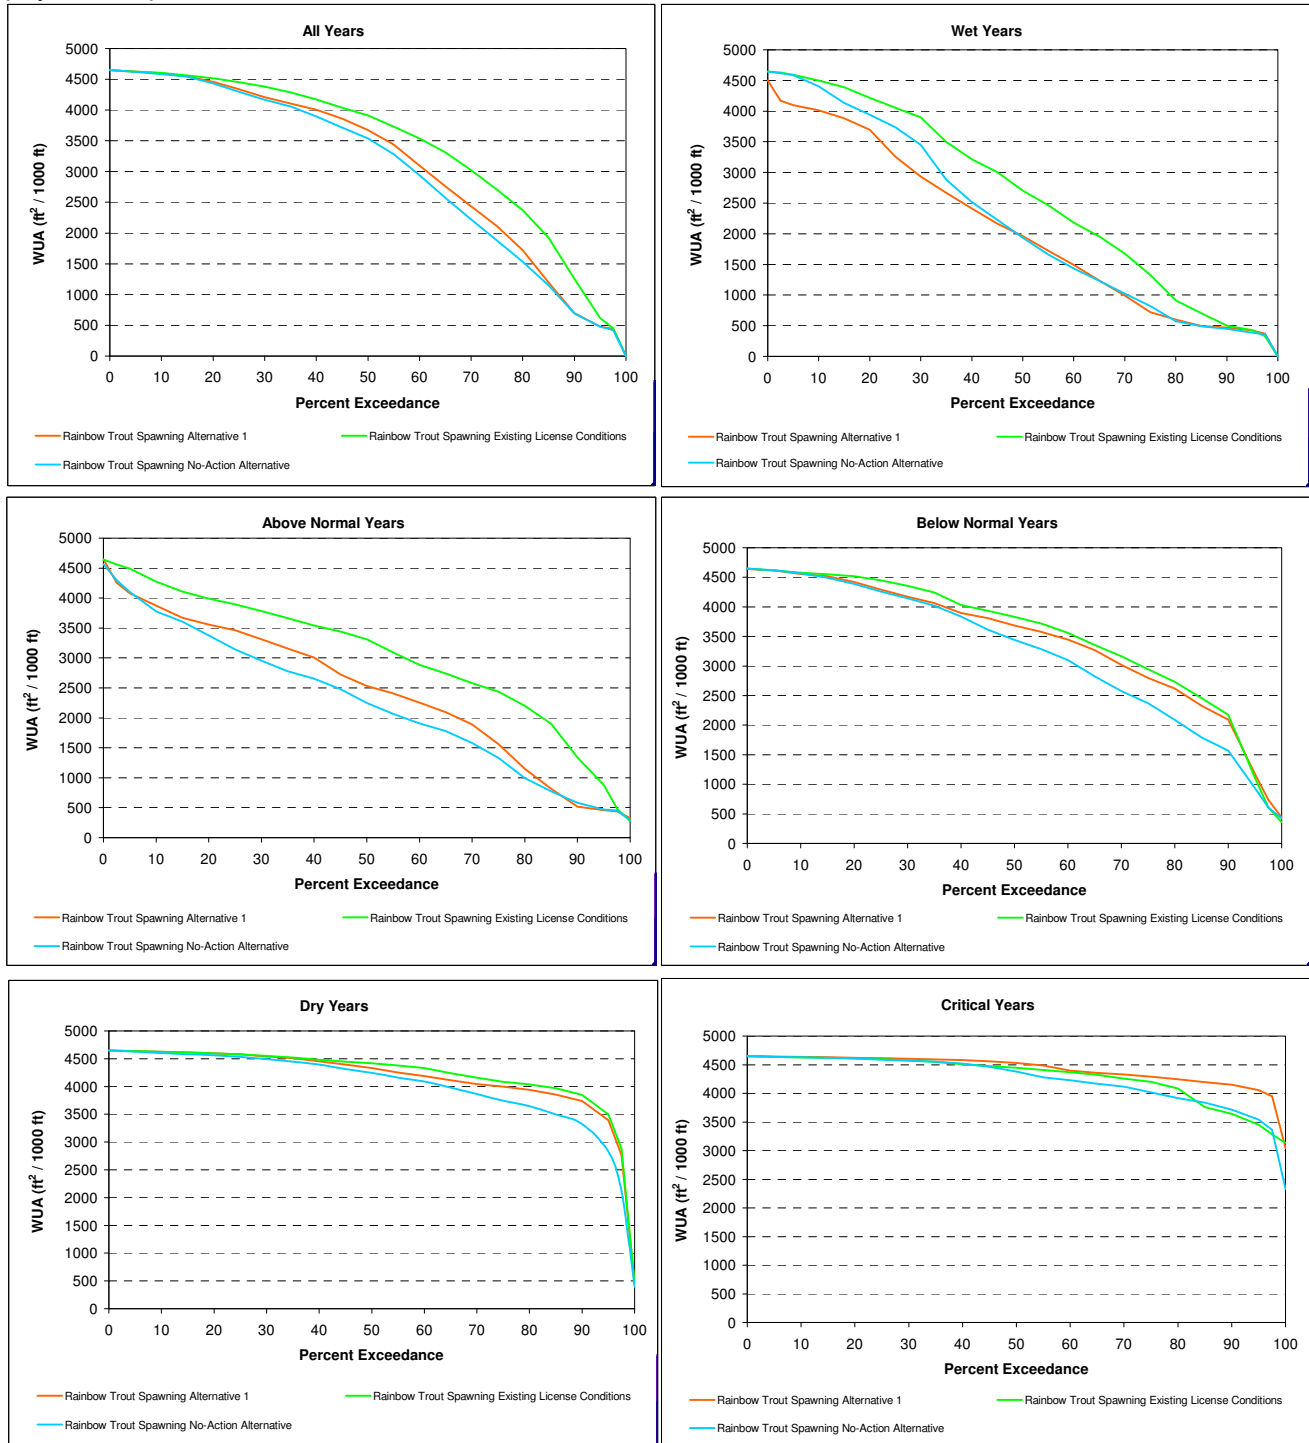 All Years
5000
4500
4000
3500
3000
2500
2000
1500
1000
500
0
WUA (ft² / 1000 ft)
0 10 20 30 40 50 60 70 80 90 100
Percent Exceedance
Rainbow Trout Spawning Alternative 1 Rainbow Trout Spawning Existing License Conditions
Rainbow Trout Spawning No-Action Alternative
Wet Years
5000
4500
4000
3500
3000
2500
2000
1500
1000
500
0
WUA (ft² / 1000 ft)
0 10 20 30 40 50 60 70 80 90 100
Percent Exceedance
Rainbow Trout Spawning Alternative 1 Rainbow Trout Spawning Existing License Conditions
Rainbow Trout Spawning No-Action Alternative
Above Normal Years
5000
4500
4000
3500
3000
2500
2000
1500
1000
500
0
WUA (ft² / 1000 ft)
0 10 20 30 40 50 60 70 80 90 100
Percent Exceedance
Rainbow Trout Spawning Alternative 1 Rainbow Trout Spawning Existing License Conditions
Rainbow Trout Spawning No-Action Alternative
Below Normal Years
5000
4500
4000
3500
3000
2500
2000
1500
1000
500
0
WUA (ft² / 1000 ft)
0 10 20 30 40 50 60 70 80 90 100
Percent Exceedance
Rainbow Trout Spawning Alternative 1 Rainbow Trout Spawning Existing License Conditions
Rainbow Trout Spawning No-Action Alternative
Dry Years
5000
4500
4000
3500
3000
2500
2000
1500
1000
500
0
WUA (ft² / 1000 ft)
0 10 20 30 40 50 60 70 80 90 100
Percent Exceedance
Rainbow Trout Spawning Alternative 1 Rainbow Trout Spawning Existing License Conditions
Rainbow Trout Spawning No-Action Alternative
Critical Years
5000
4500
4000
3500
3000
2500
2000
1500
1000
500
0
WUA (ft² / 1000 ft)
0 10 20 30 40 50 60 70 80 90 100
Percent Exceedance
Rainbow Trout Spawning Alternative 1 Rainbow Trout Spawning Existing License Conditions
Rainbow Trout Spawning No-Action Alternative